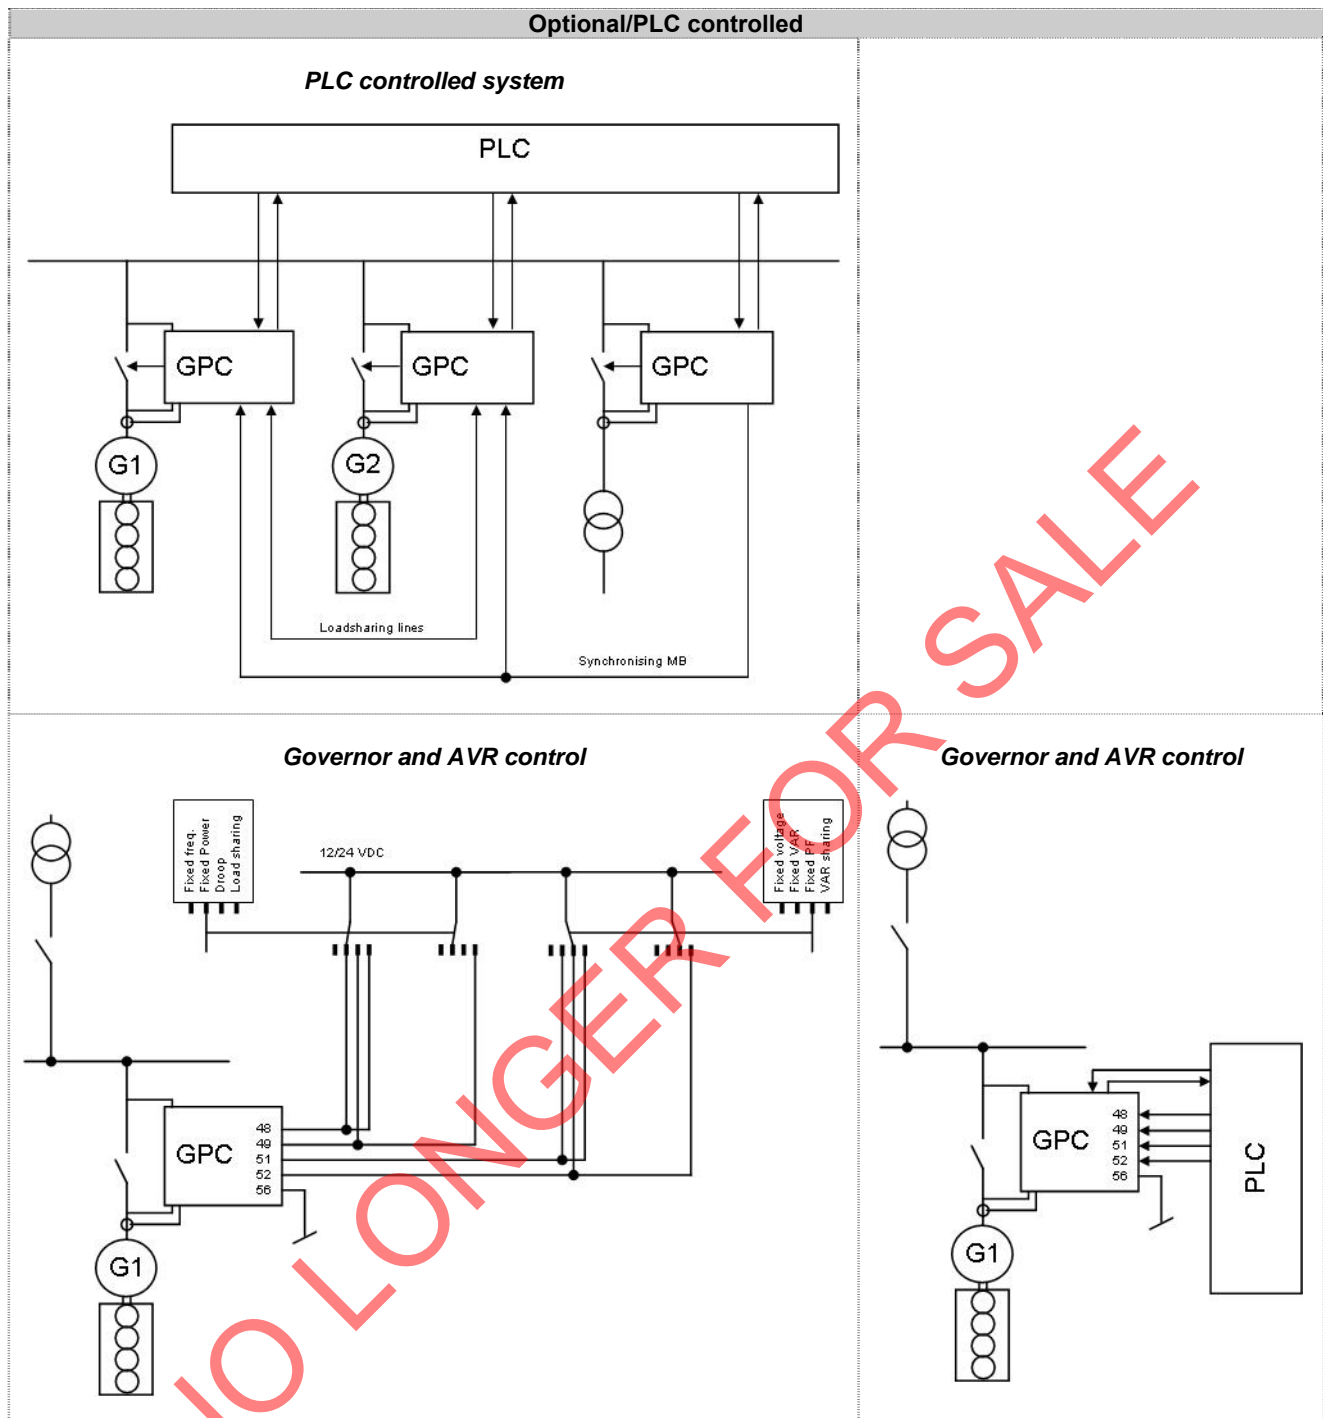 Optional/PLC controlled
PLC controlled system
PLC
GPC
GPC
GPC
G1
G2
Loadsharing lines
Synchronising MB
Governor and AVR control
Fixed freq.
Fixed Power
Droop
Load sharing
12/24 VDC
Fixed voltage
Fixed VAR
Fixed PF
VAR sharing
GPC
48
49
51
52
56
G1
Governor and AVR control
GPC
48
49
51
52
56
PLC
G1
NO LONGER FOR SALE